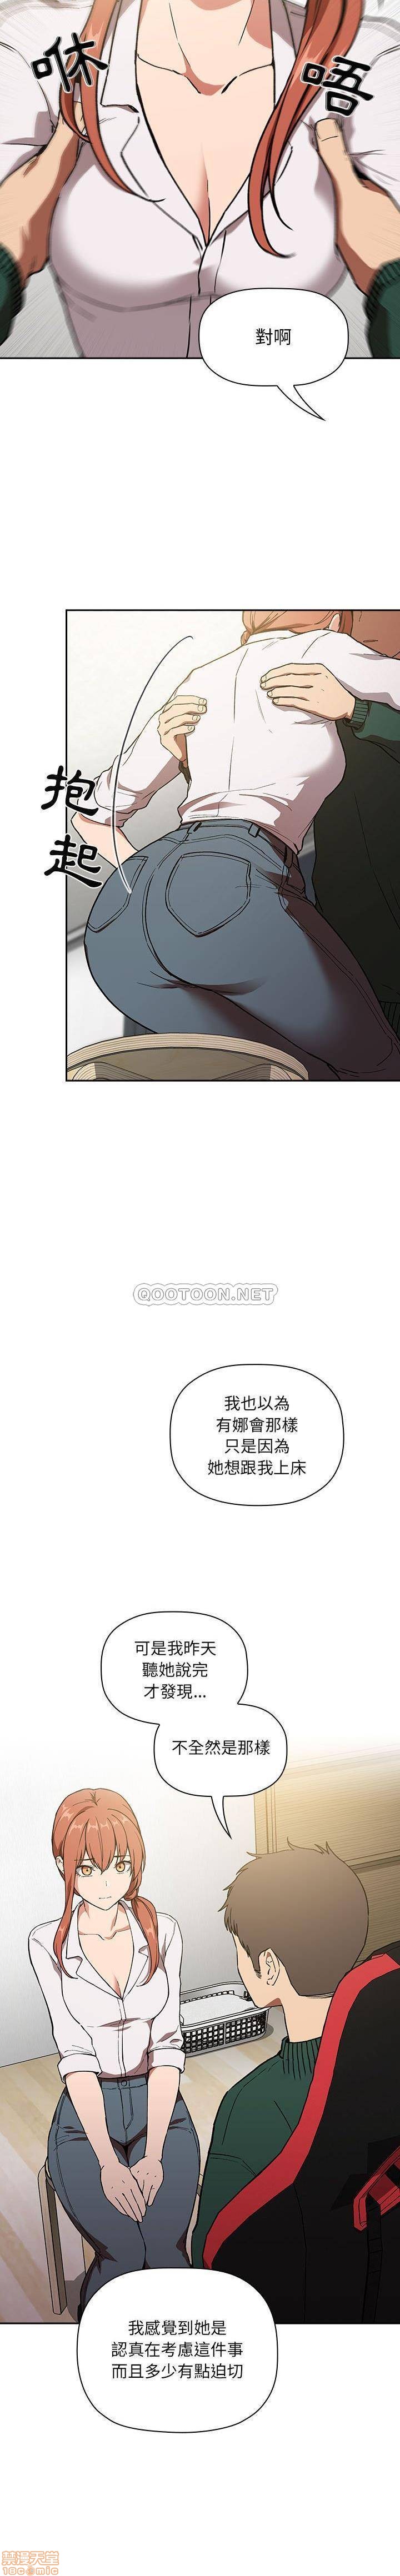 咻
唔
對啊
抱
起
QOOTOON.NET
我也以為
有娜會那樣
只是因為
她想跟我上床
可是我昨天
聽她說完
才發現...
不全然是那樣
我感覺到她是
認真在考慮這件事
而且多少有點迫切
禁漫天堂
18comic.org